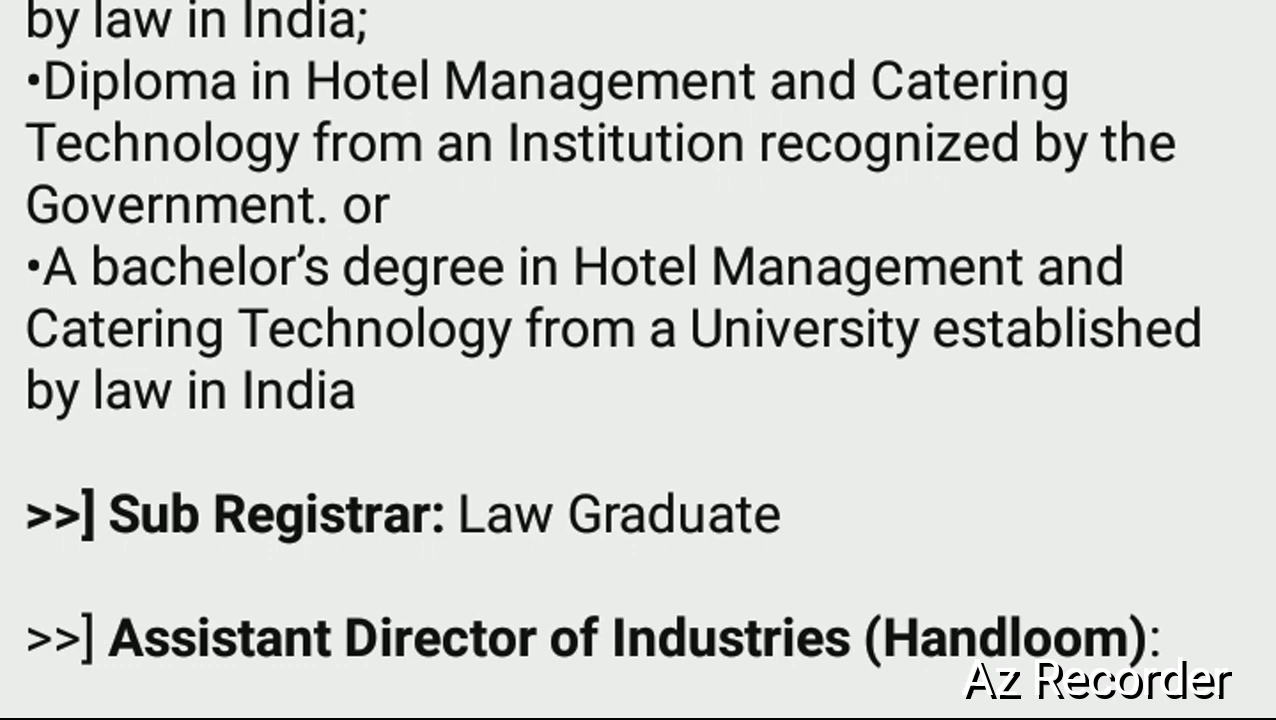 by law in India;
•Diploma in Hotel Management and Catering
Technology from an Institution recognized by the
Government. or
•A bachelor’s degree in Hotel Management and
Catering Technology from a University established
by law in India
>>] Sub Registrar: Law Graduate
>>] Assistant Director of Industries (Handloom):
Az Recorder